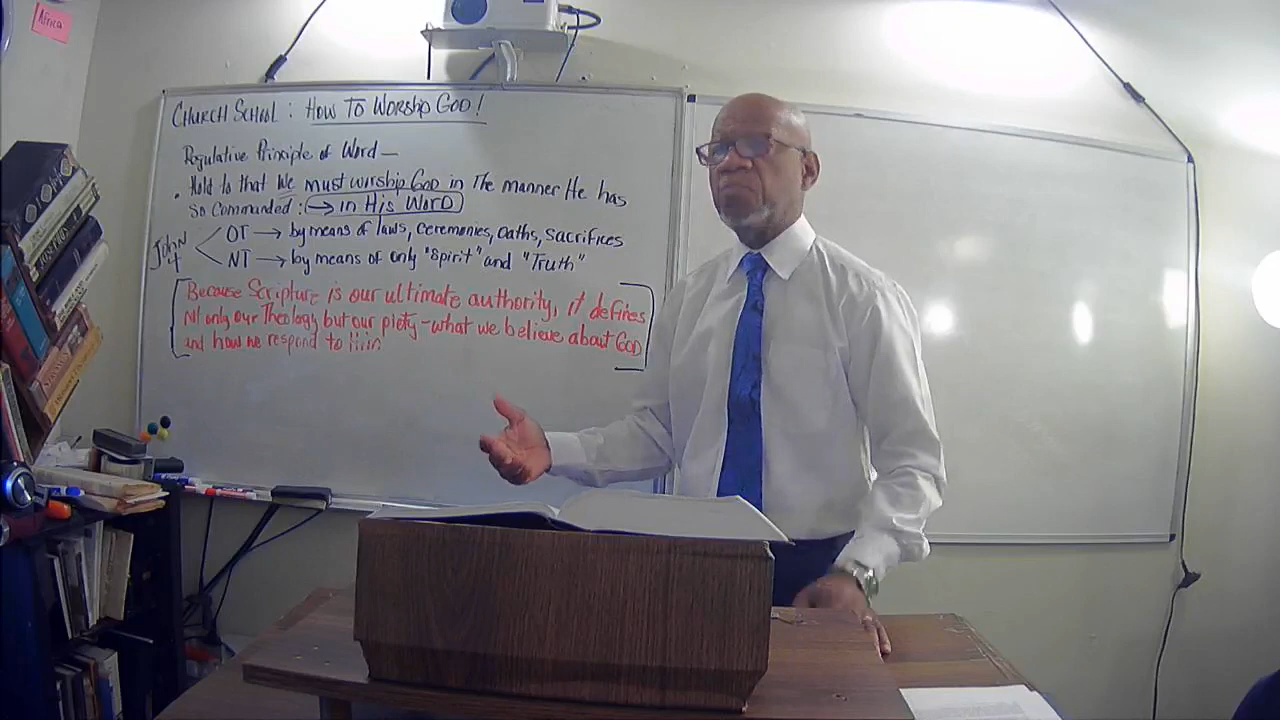 Africa
CHURCH SCHOOL : HOW TO WORSHIP GOD!
Regulative Principle of Word —
• Hold to that We must worship God in The manner He has
So Commanded : → in His WORD
JOHN 4
OT → by means of laws, ceremonies, oaths, sacrifices
NT → by means of only "Spirit" and "Truth"
[Because Scripture is our ultimate authority, it defines
Nt only our Theology but our piety - what we believe about GOD
and how we respond to Him]